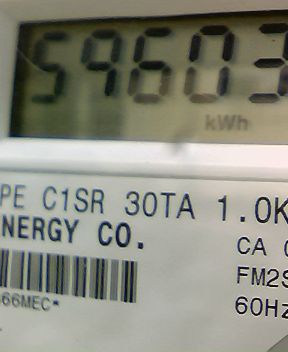 59603
kWh
PE C1SR 30TA 1.0K
NERGY CO.
CA
FM2S
66MEC*
60Hz